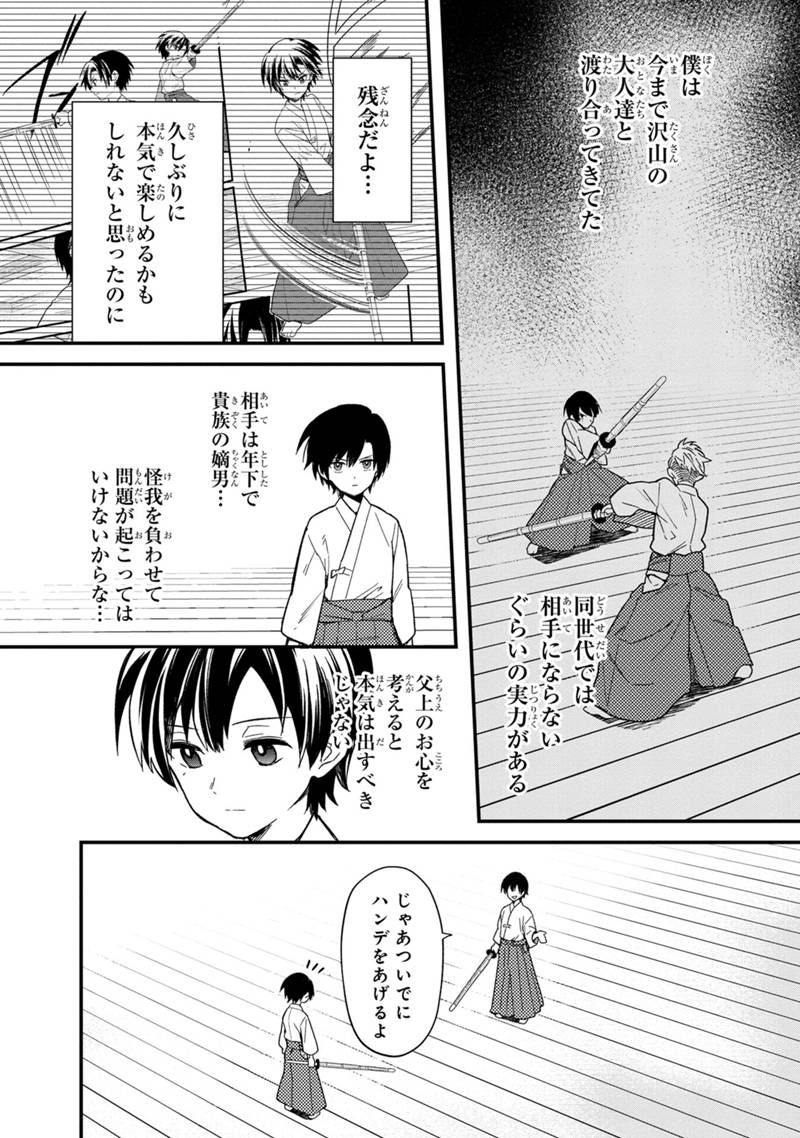 僕は
今まで沢山の
大人達と
渡り合ってきてた
同世代では
相手にならない
ぐらいの実力がある
残念だよ…
久しぶりに
本気で楽しめるかも
しれないと思ったのに
相手は年下で
貴族の嫡男…
怪我を負わせて
問題が起こっては
いけないからな…
父上のお心を
考えると
本気は出すべき
じゃない
じゃあついでに
ハンデをあげるよ